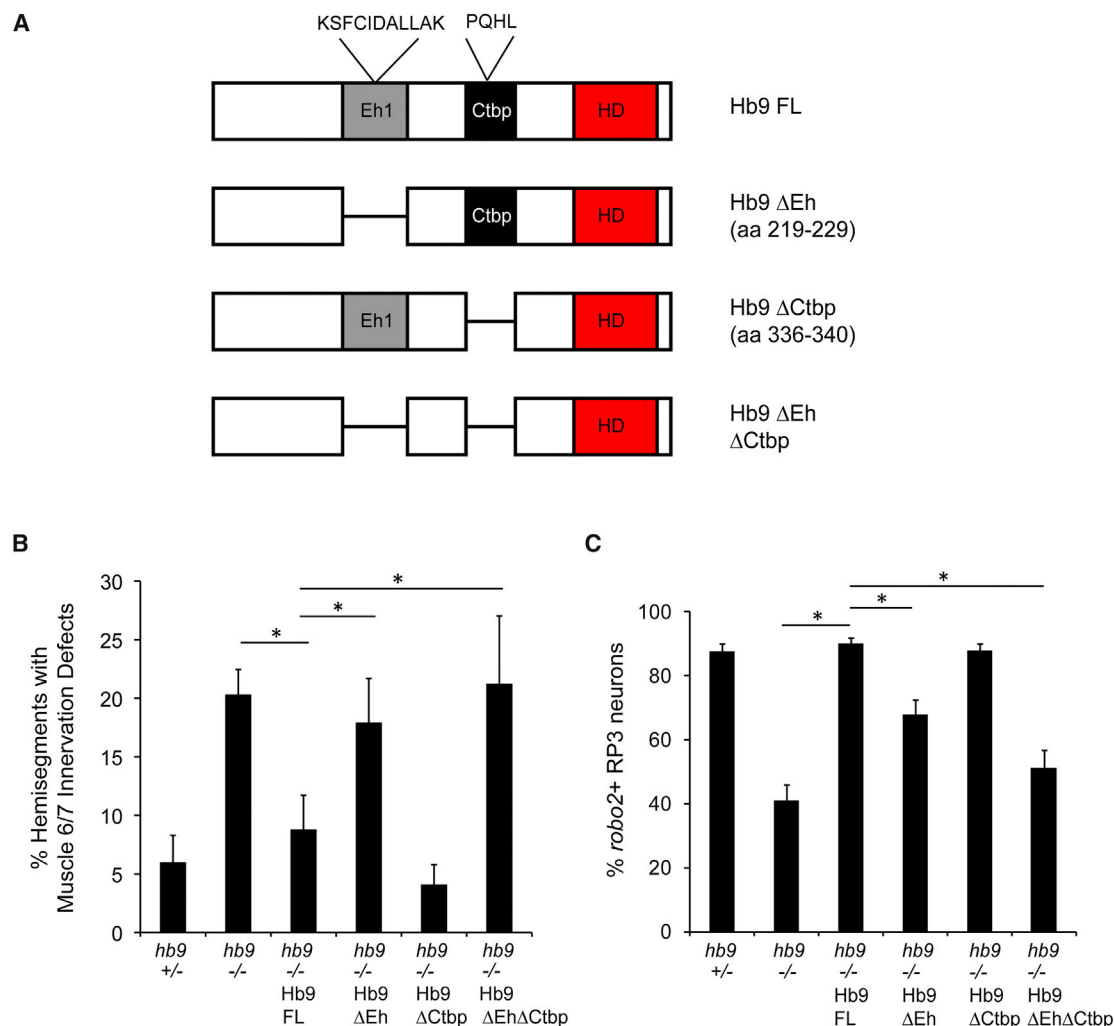 A
KSFCIDALLAK PQHL
Eh1 Ctbp HD Hb9 FL
Ctbp HD Hb9 ΔEh
(aa 219-229)
Eh1 HD Hb9 ΔCtbp
(aa 336-340)
HD Hb9 ΔEh
ΔCtbp
B
% Hemisegments with
Muscle 6/7 Innervation Defects
30
25
20
15
10
5
0
* * *
hb9 hb9 hb9 hb9 hb9 hb9
+/- -/- -/- -/- -/- -/-
Hb9 Hb9 Hb9 Hb9
FL ΔEh ΔCtbp ΔEhΔCtbp
C
% robo2+ RP3 neurons
100
80
60
40
20
0
* * *
hb9 hb9 hb9 hb9 hb9 hb9
+/- -/- -/- -/- -/- -/-
Hb9 Hb9 Hb9 Hb9
FL ΔEh ΔCtbp ΔEhΔCtbp